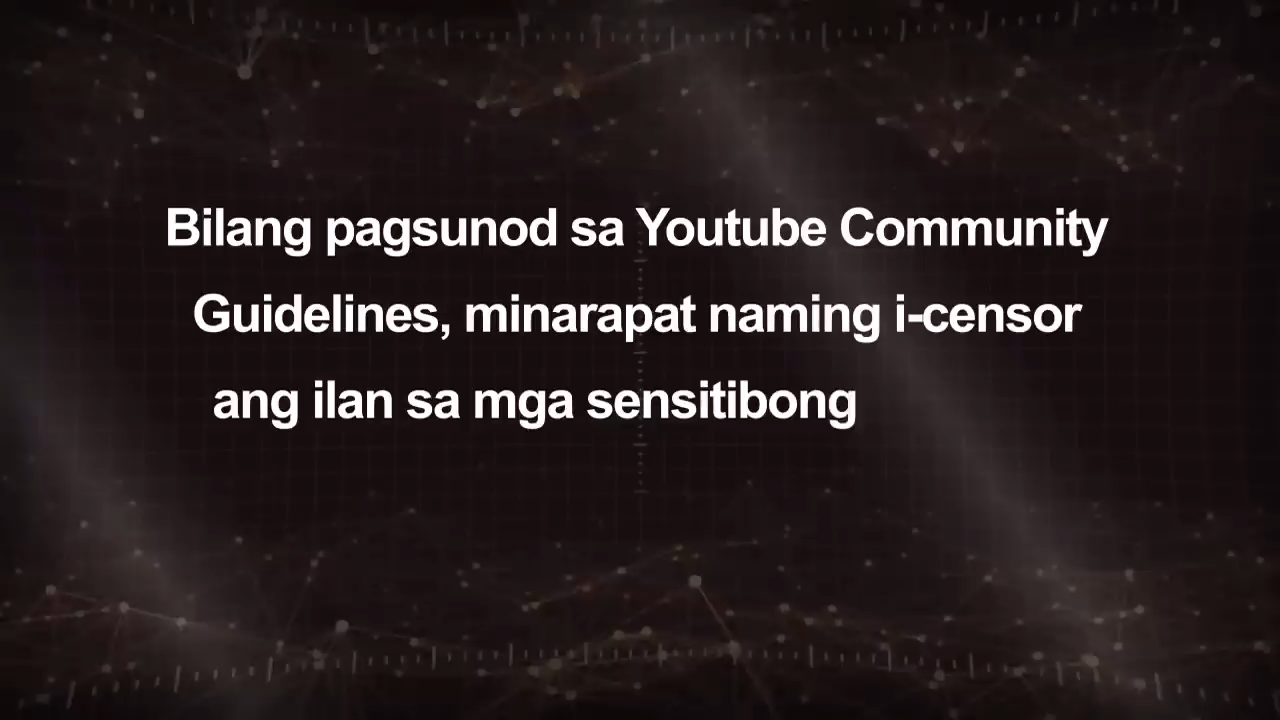 Bilang pagsunod sa Youtube Community
Guidelines, minarapat naming i-censor
ang ilan sa mga sensitibong